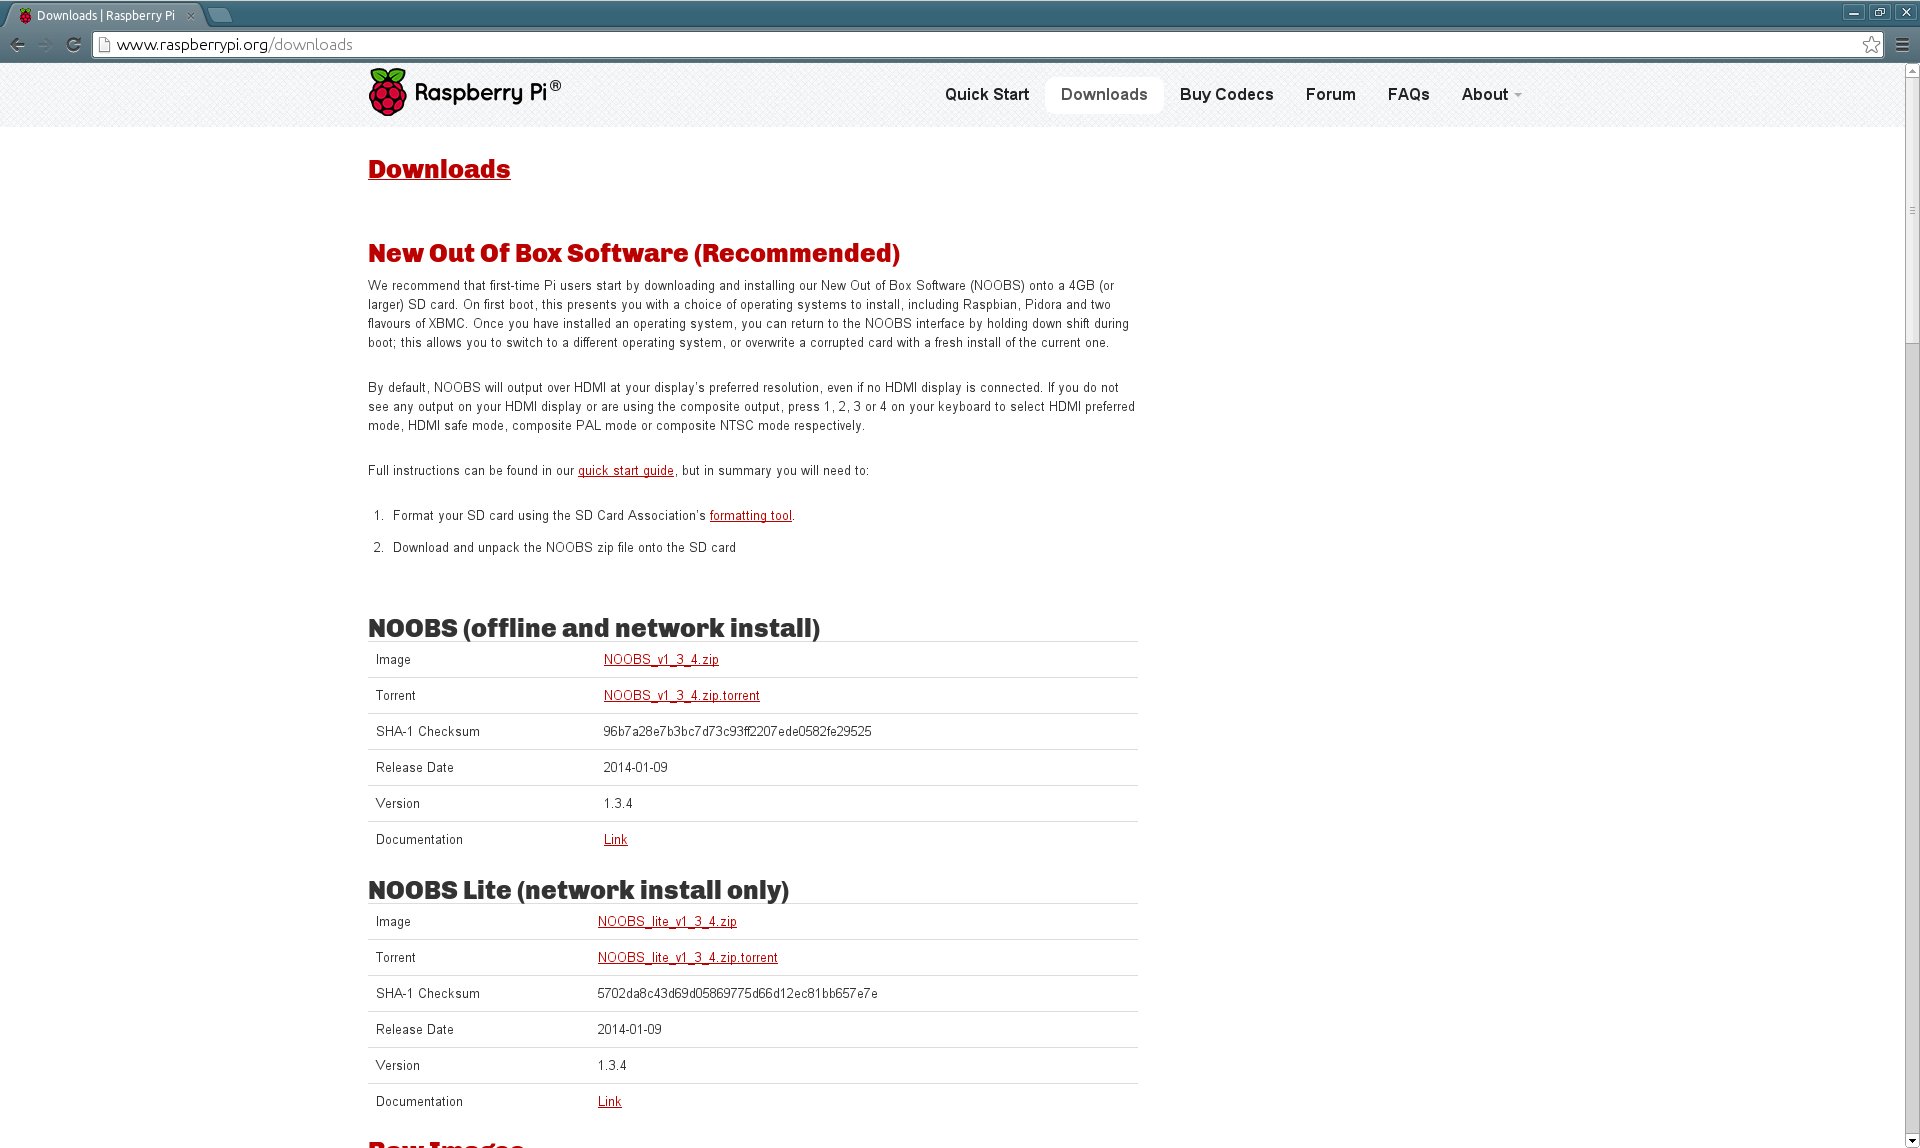 Downloads | Raspberry Pi
www.raspberrypi.org/downloads
Raspberry Pi®
Quick Start
Downloads
Buy Codecs
Forum
FAQs
About
Downloads
New Out Of Box Software (Recommended)
We recommend that first-time Pi users start by downloading and installing our New Out of Box Software (NOOBS) onto a 4GB (or
larger) SD card. On first boot, this presents you with a choice of operating systems to install, including Raspbian, Pidora and two
flavours of XBMC. Once you have installed an operating system, you can return to the NOOBS interface by holding down shift during
boot; this allows you to switch to a different operating system, or overwrite a corrupted card with a fresh install of the current one.
By default, NOOBS will output over HDMI at your display's preferred resolution, even if no HDMI display is connected. If you do not
see any output on your HDMI display or are using the composite output, press 1, 2, 3 or 4 on your keyboard to select HDMI preferred
mode, HDMI safe mode, composite PAL mode or composite NTSC mode respectively.
Full instructions can be found in our quick start guide, but in summary you will need to:
1. Format your SD card using the SD Card Association's formatting tool.
2. Download and unpack the NOOBS zip file onto the SD card
NOOBS (offline and network install)
Image NOOBS_v1_3_4.zip
Torrent NOOBS_v1_3_4.zip.torrent
SHA-1 Checksum 96b7a28e7b3bc7d73c93ff2207ede0582fe29525
Release Date 2014-01-09
Version 1.3.4
Documentation Link
NOOBS Lite (network install only)
Image NOOBS_lite_v1_3_4.zip
Torrent NOOBS_lite_v1_3_4.zip.torrent
SHA-1 Checksum 5702da8c43d69d05869775d66d12ec81bb657e7e
Release Date 2014-01-09
Version 1.3.4
Documentation Link
Raw Images